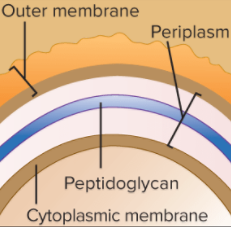 Outer membrane
Periplasm
Peptidoglycan
Cytoplasmic membrane